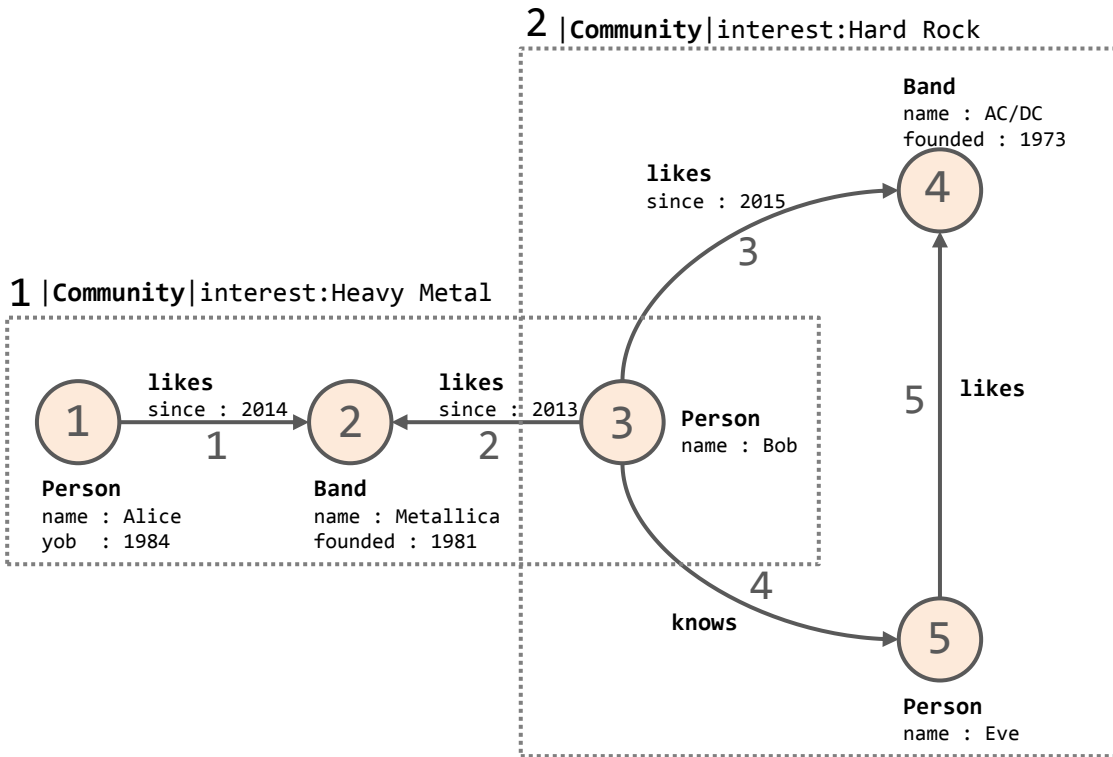 2 |Community|interest:Hard Rock
Band
name : AC/DC
founded : 1973
4
likes
since : 2015
3
1 |Community|interest:Heavy Metal
likes
since : 2014
1
likes
since : 2013
2
1
2
3
Person
name : Bob
5
likes
Person
name : Alice
yob  : 1984
Band
name : Metallica
founded : 1981
4
knows
5
Person
name : Eve